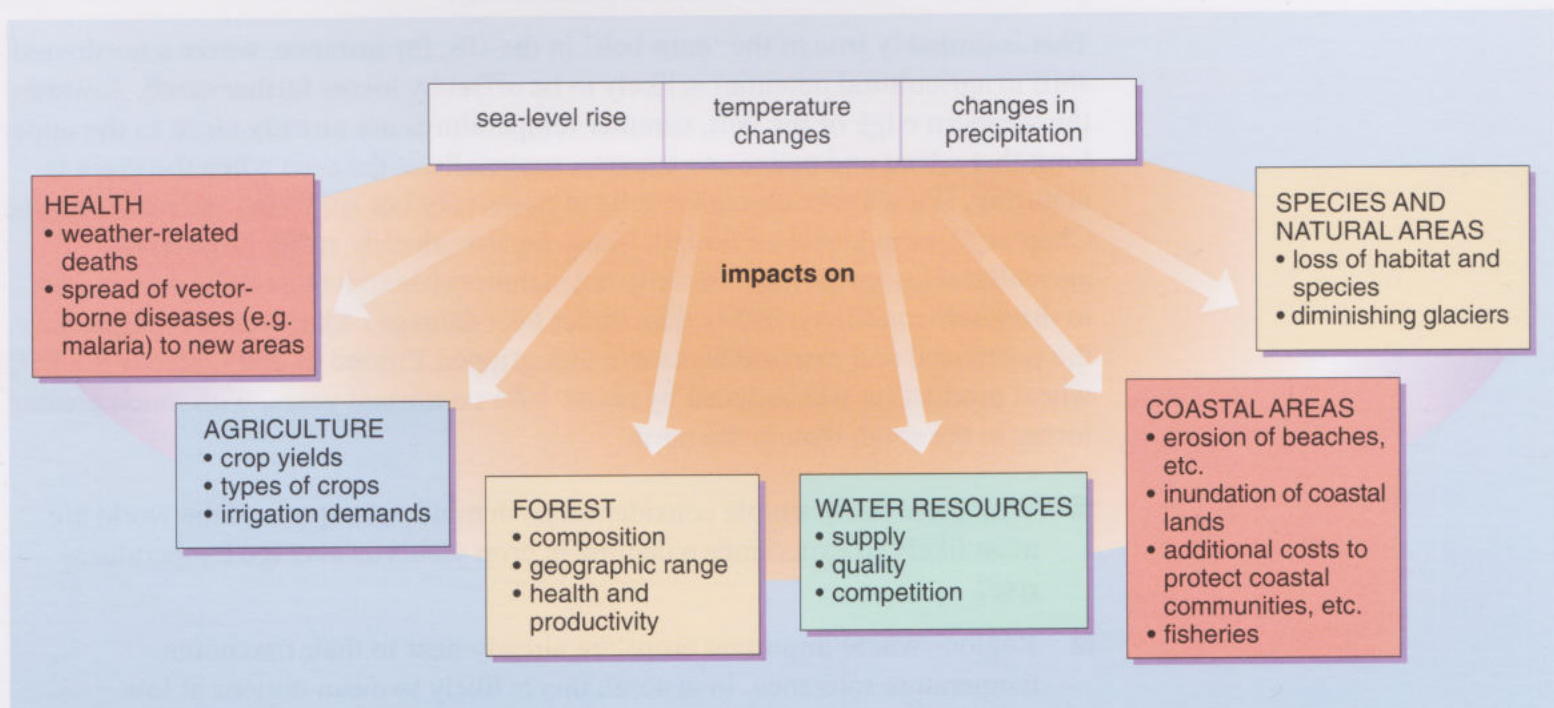 sea-level rise
temperature
changes
changes in
precipitation
impacts on
HEALTH
• weather-related
deaths
• spread of vector-
borne diseases (e.g.
malaria) to new areas
AGRICULTURE
• crop yields
• types of crops
• irrigation demands
FOREST
• composition
• geographic range
• health and
productivity
WATER RESOURCES
• supply
• quality
• competition
COASTAL AREAS
• erosion of beaches,
etc.
• inundation of coastal
lands
• additional costs to
protect coastal
communities, etc.
• fisheries
SPECIES AND
NATURAL AREAS
• loss of habitat and
species
• diminishing glaciers